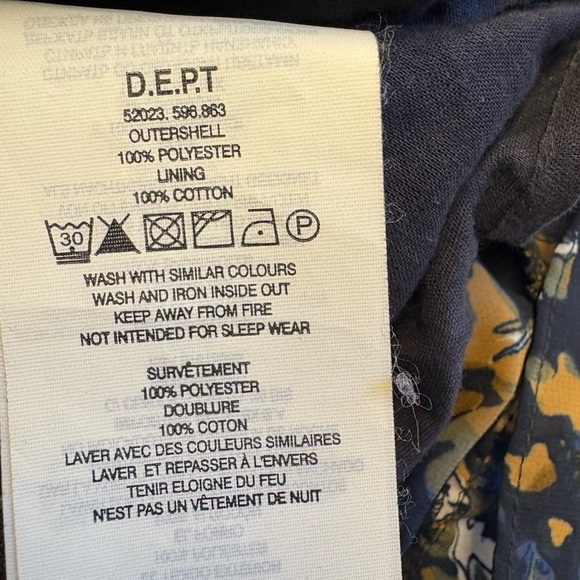 D.E.P.T
52023. 596.863
OUTERSHELL
100% POLYESTER
LINING
100% COTTON
30 P
WASH WITH SIMILAR COLOURS
WASH AND IRON INSIDE OUT
KEEP AWAY FROM FIRE
NOT INTENDED FOR SLEEP WEAR
SURVÊTEMENT
100% POLYESTER
DOUBLURE
100% COTON
LAVER AVEC DES COULEURS SIMILAIRES
LAVER ET REPASSER À L'ENVERS
TENIR ELOIGNE DU FEU
N'EST PAS UN VÊTEMENT DE NUIT